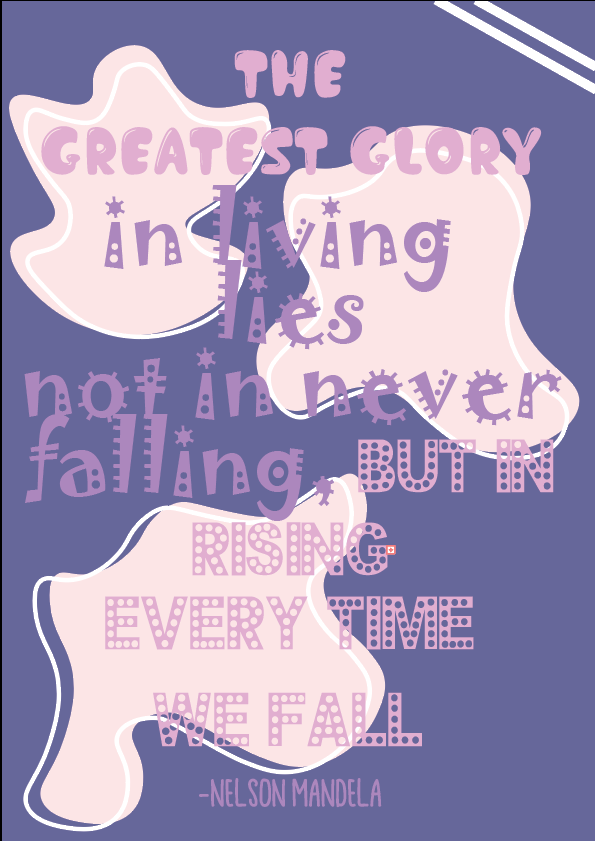 THE
GREATEST GLORY
in living
lies
not in never
falling, BUT IN
RISING
EVERY TIME
WE FALL
-NELSON MANDELA